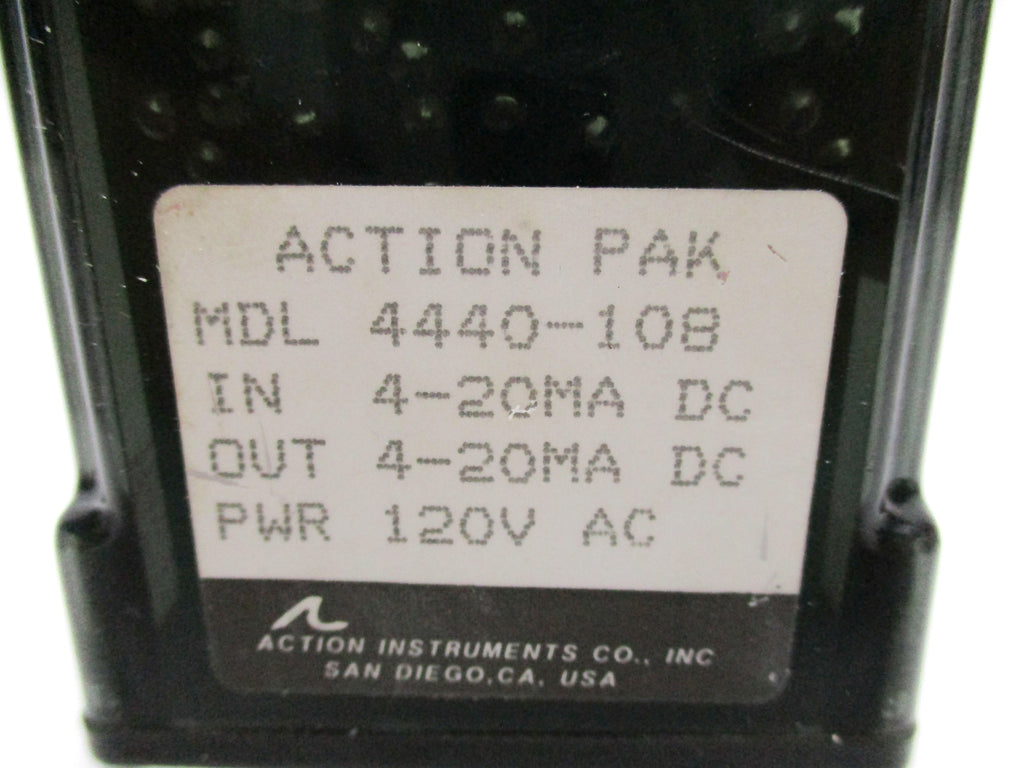 ACTION PAK
MDL 4440-108
IN 4-20MA DC
OUT 4-20MA DC
PWR 120V AC
ACTION INSTRUMENTS CO., INC
SAN DIEGO, CA. USA